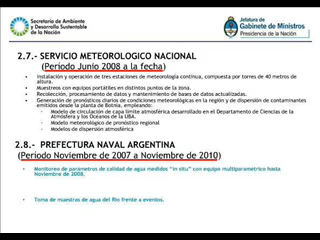 Secretaría de Ambiente
y Desarrollo Sustentable
de la Nación
Jefatura de
Gabinete de Ministros
Presidencia de la Nación
2.7.- SERVICIO METEOROLOGICO NACIONAL
(Período Junio 2008 a la fecha)
• Instalación y operación de tres estaciones de meteorología continua, compuesta por torres de 40 metros de
altura.
• Muestreos con equipos portátiles en distintos puntos de la zona.
• Recolección, procesamiento de datos y mantenimiento de bases de datos actualizadas.
• Generación de pronósticos diarios de condiciones meteorológicas en la región y de dispersión de contaminantes
emitidos desde la planta de Botnia, empleando:
– Modelo de circulación de capa límite atmosférica desarrollado en el Departamento de Ciencias de la
Atmósfera y los Océanos de la UBA.
– Modelo meteorológico de pronóstico regional
– Modelos de dispersión atmosférica
2.8.- PREFECTURA NAVAL ARGENTINA
(Período Noviembre de 2007 a Noviembre de 2010)
• Monitoreo de parámetros de calidad de agua medidos "in situ" con equipo multiparamétrico hasta
Noviembre de 2008.
• Toma de muestras de agua del Río frente a eventos.